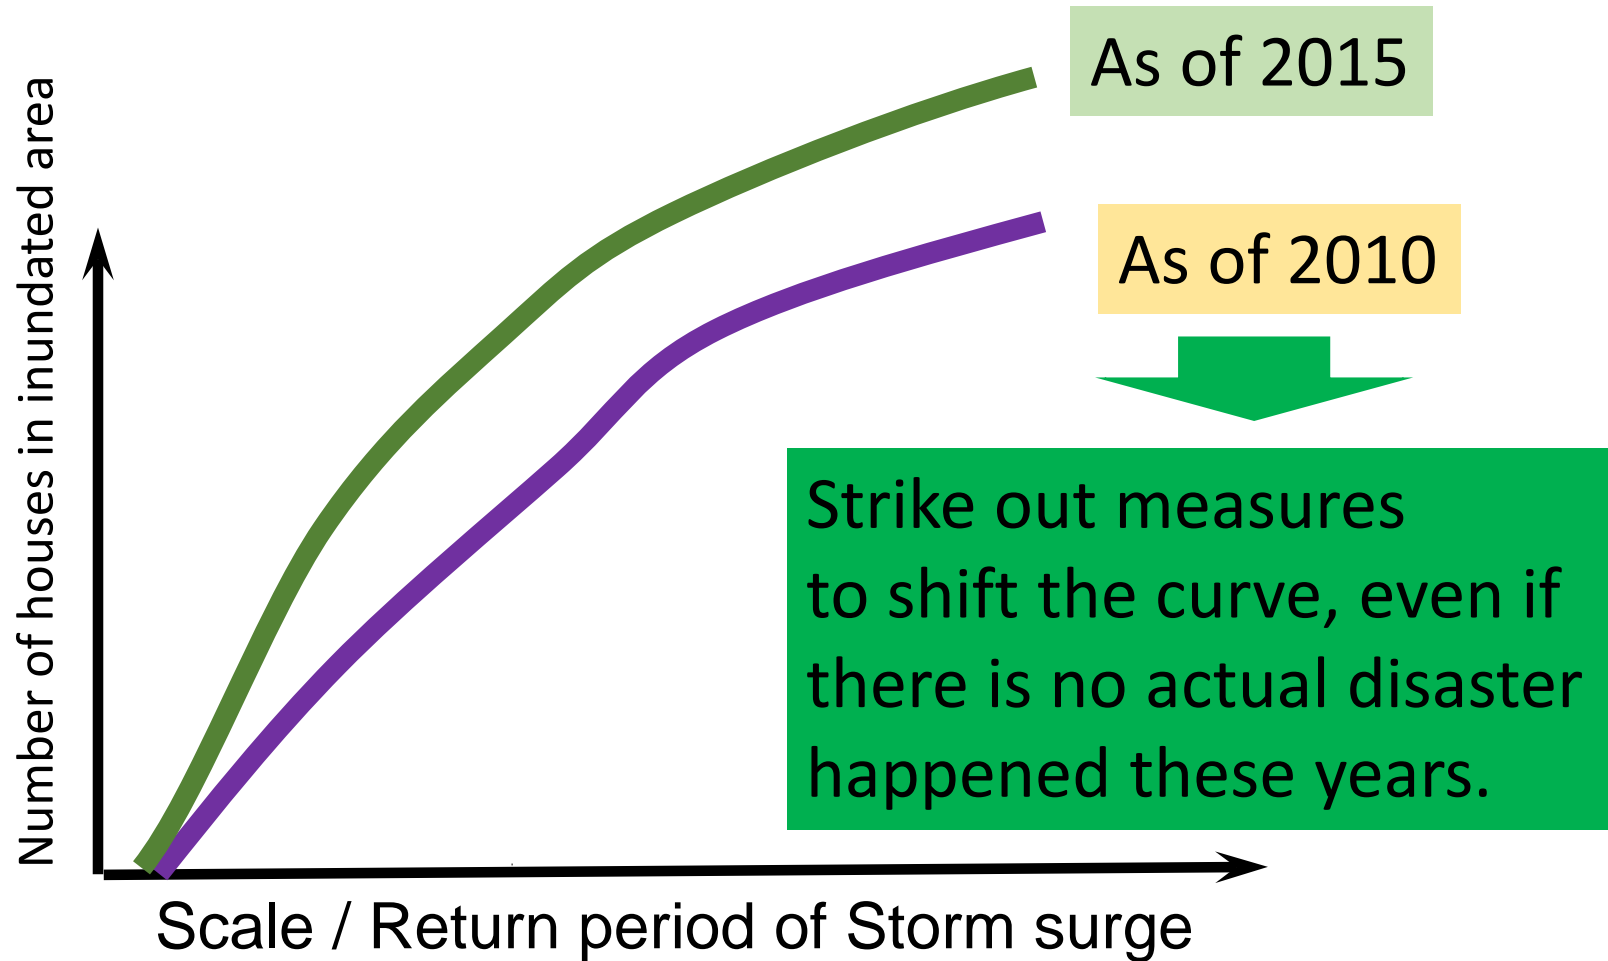 As of 2015
As of 2010
Number of houses in inundated area
Strike out measures
to shift the curve, even if
there is no actual disaster
happened these years.
Scale / Return period of Storm surge